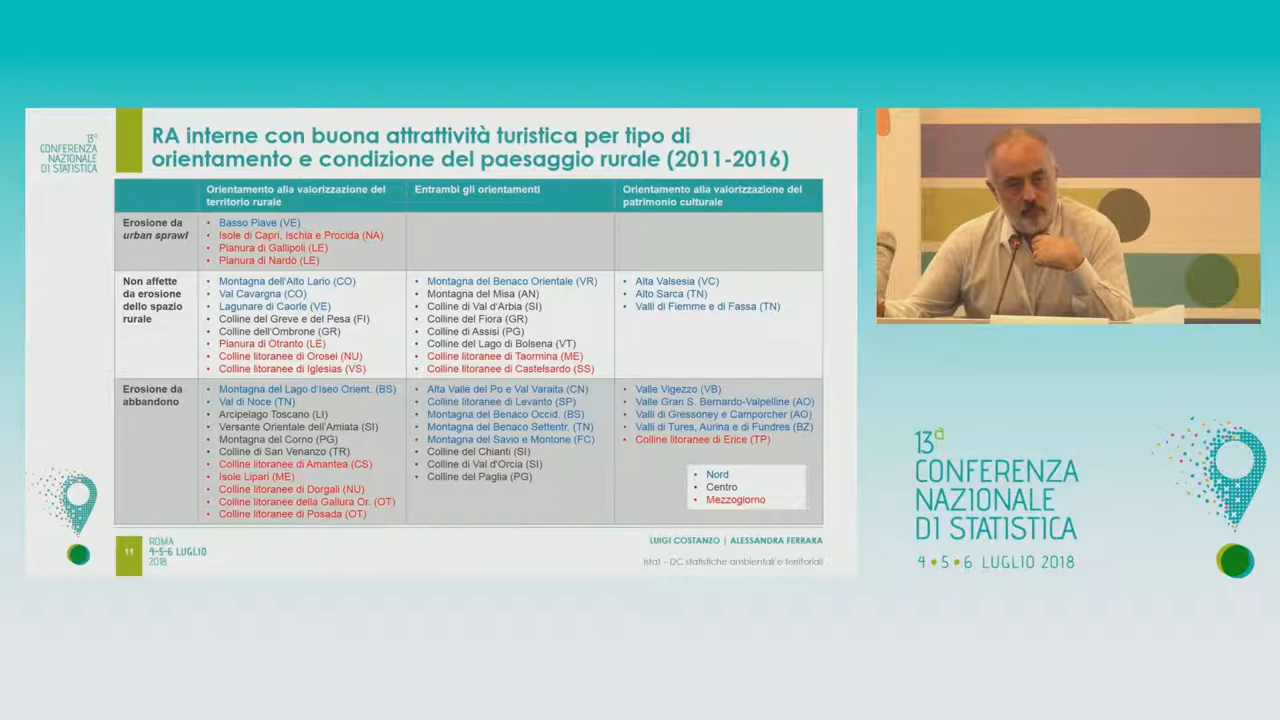 13ª
CONFERENZA
NAZIONALE
DI STATISTICA
RA interne con buona attrattività turistica per tipo di
orientamento e condizione del paesaggio rurale (2011-2016)
Orientamento alla valorizzazione del
territorio rurale
Entrambi gli orientamenti
Orientamento alla valorizzazione del
patrimonio culturale
Erosione da
urban sprawl
• Basso Piave (VE)
• Isole di Capri, Ischia e Procida (NA)
• Pianura di Gallipoli (LE)
• Pianura di Nardò (LE)
Non affette
da erosione
dello spazio
rurale
• Montagna dell'Alto Lario (CO)
• Val Cavargna (CO)
• Lagunare di Caorle (VE)
• Colline del Greve e del Pesa (FI)
• Colline dell'Ombrone (GR)
• Pianura di Otranto (LE)
• Colline litoranee di Orosei (NU)
• Colline litoranee di Iglesias (VS)
• Montagna del Benaco Orientale (VR)
• Montagna del Misa (AN)
• Colline di Val d'Arbia (SI)
• Colline del Fiora (GR)
• Colline di Assisi (PG)
• Colline del Lago di Bolsena (VT)
• Colline litoranee di Taormina (ME)
• Colline litoranee di Castelsardo (SS)
• Alta Valsesia (VC)
• Alto Sarca (TN)
• Valli di Fiemme e di Fassa (TN)
Erosione da
abbandono
• Montagna del Lago d'Iseo Orient. (BS)
• Val di Noce (TN)
• Arcipelago Toscano (LI)
• Versante Orientale dell'Amiata (SI)
• Montagna del Corno (PG)
• Colline di San Venanzo (TR)
• Colline litoranee di Amantea (CS)
• Isole Lipari (ME)
• Colline litoranee di Dorgali (NU)
• Colline litoranee della Gallura Or. (OT)
• Colline litoranee di Posada (OT)
• Alta Valle del Po e Val Varaita (CN)
• Colline litoranee di Levanto (SP)
• Montagna del Benaco Occid. (BS)
• Montagna del Benaco Settentr. (TN)
• Montagna del Savio e Montone (FC)
• Colline del Chianti (SI)
• Colline di Val d'Orcia (SI)
• Colline del Paglia (PG)
• Valle Vigezzo (VB)
• Valle Gran S. Bernardo-Valpelline (AO)
• Valli di Gressoney e Camporcher (AO)
• Valli di Tures, Aurina e di Fundres (BZ)
• Colline litoranee di Erice (TP)
• Nord
• Centro
• Mezzogiorno
11
ROMA
4-5-6 LUGLIO
2018
LUIGI COSTANZO | ALESSANDRA FERRARA
Istat – DC statistiche ambientali e territoriali
13ª
CONFERENZA
NAZIONALE
DI STATISTICA
4•5•6 LUGLIO 2018